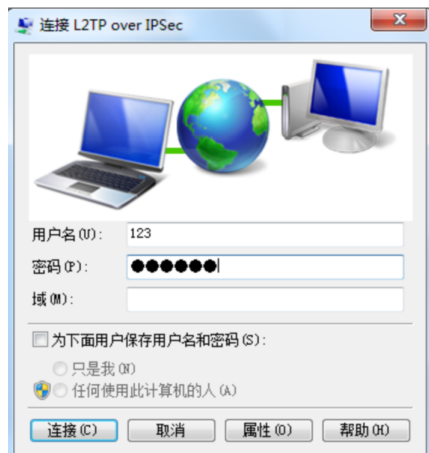 连接 L2TP over IPSec
用户名(U): 123
密码(P): ●●●●●●
域(M):
为下面用户保存用户名和密码(S):
只是我(N)
任何使用此计算机的人(A)
连接(C) 取消 属性(O) 帮助(H)